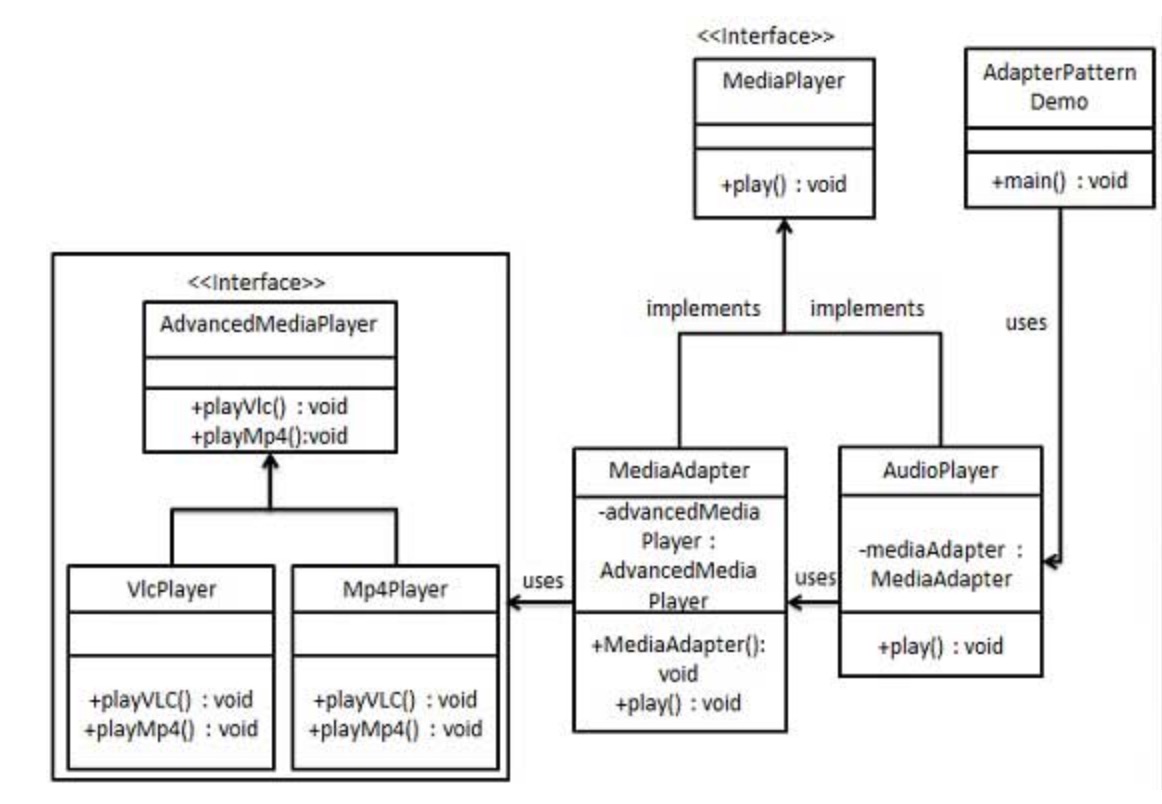 <<Interface>>
MediaPlayer
+play() : void
AdapterPattern
Demo
+main() : void
implements
implements
uses
<<Interface>>
AdvancedMediaPlayer
+playVlc() : void
+playMp4():void
VlcPlayer
+playVLC() : void
+playMp4() : void
Mp4Player
+playVLC() : void
+playMp4() : void
uses
MediaAdapter
-advancedMedia
Player :
AdvancedMedia
Player
+MediaAdapter():
void
+play() : void
uses
AudioPlayer
-mediaAdapter :
MediaAdapter
+play() : void